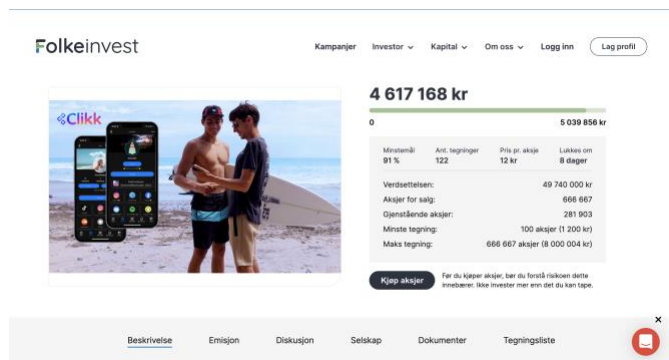 Folkeinvest
Kampanjer Investor Kapital Om oss Logg inn Lag profil
Clikk
4 617 168 kr
0 5 039 856 kr
Minstemål Ant. tegninger Pris pr. aksje Lukkes om
91 % 122 12 kr 8 dager
Verdsettelsen: 49 740 000 kr
Aksjer for salg: 666 667
Gjenstående aksjer: 281 903
Minste tegning: 100 aksjer (1 200 kr)
Maks tegning: 666 667 aksjer (8 000 004 kr)
Kjøp aksjer
Før du kjøper aksjer, bør du forstå risikoen dette
innebærer. Ikke invester mer enn det du kan tape.
Beskrivelse Emisjon Diskusjon Selskap Dokumenter Tegningsliste